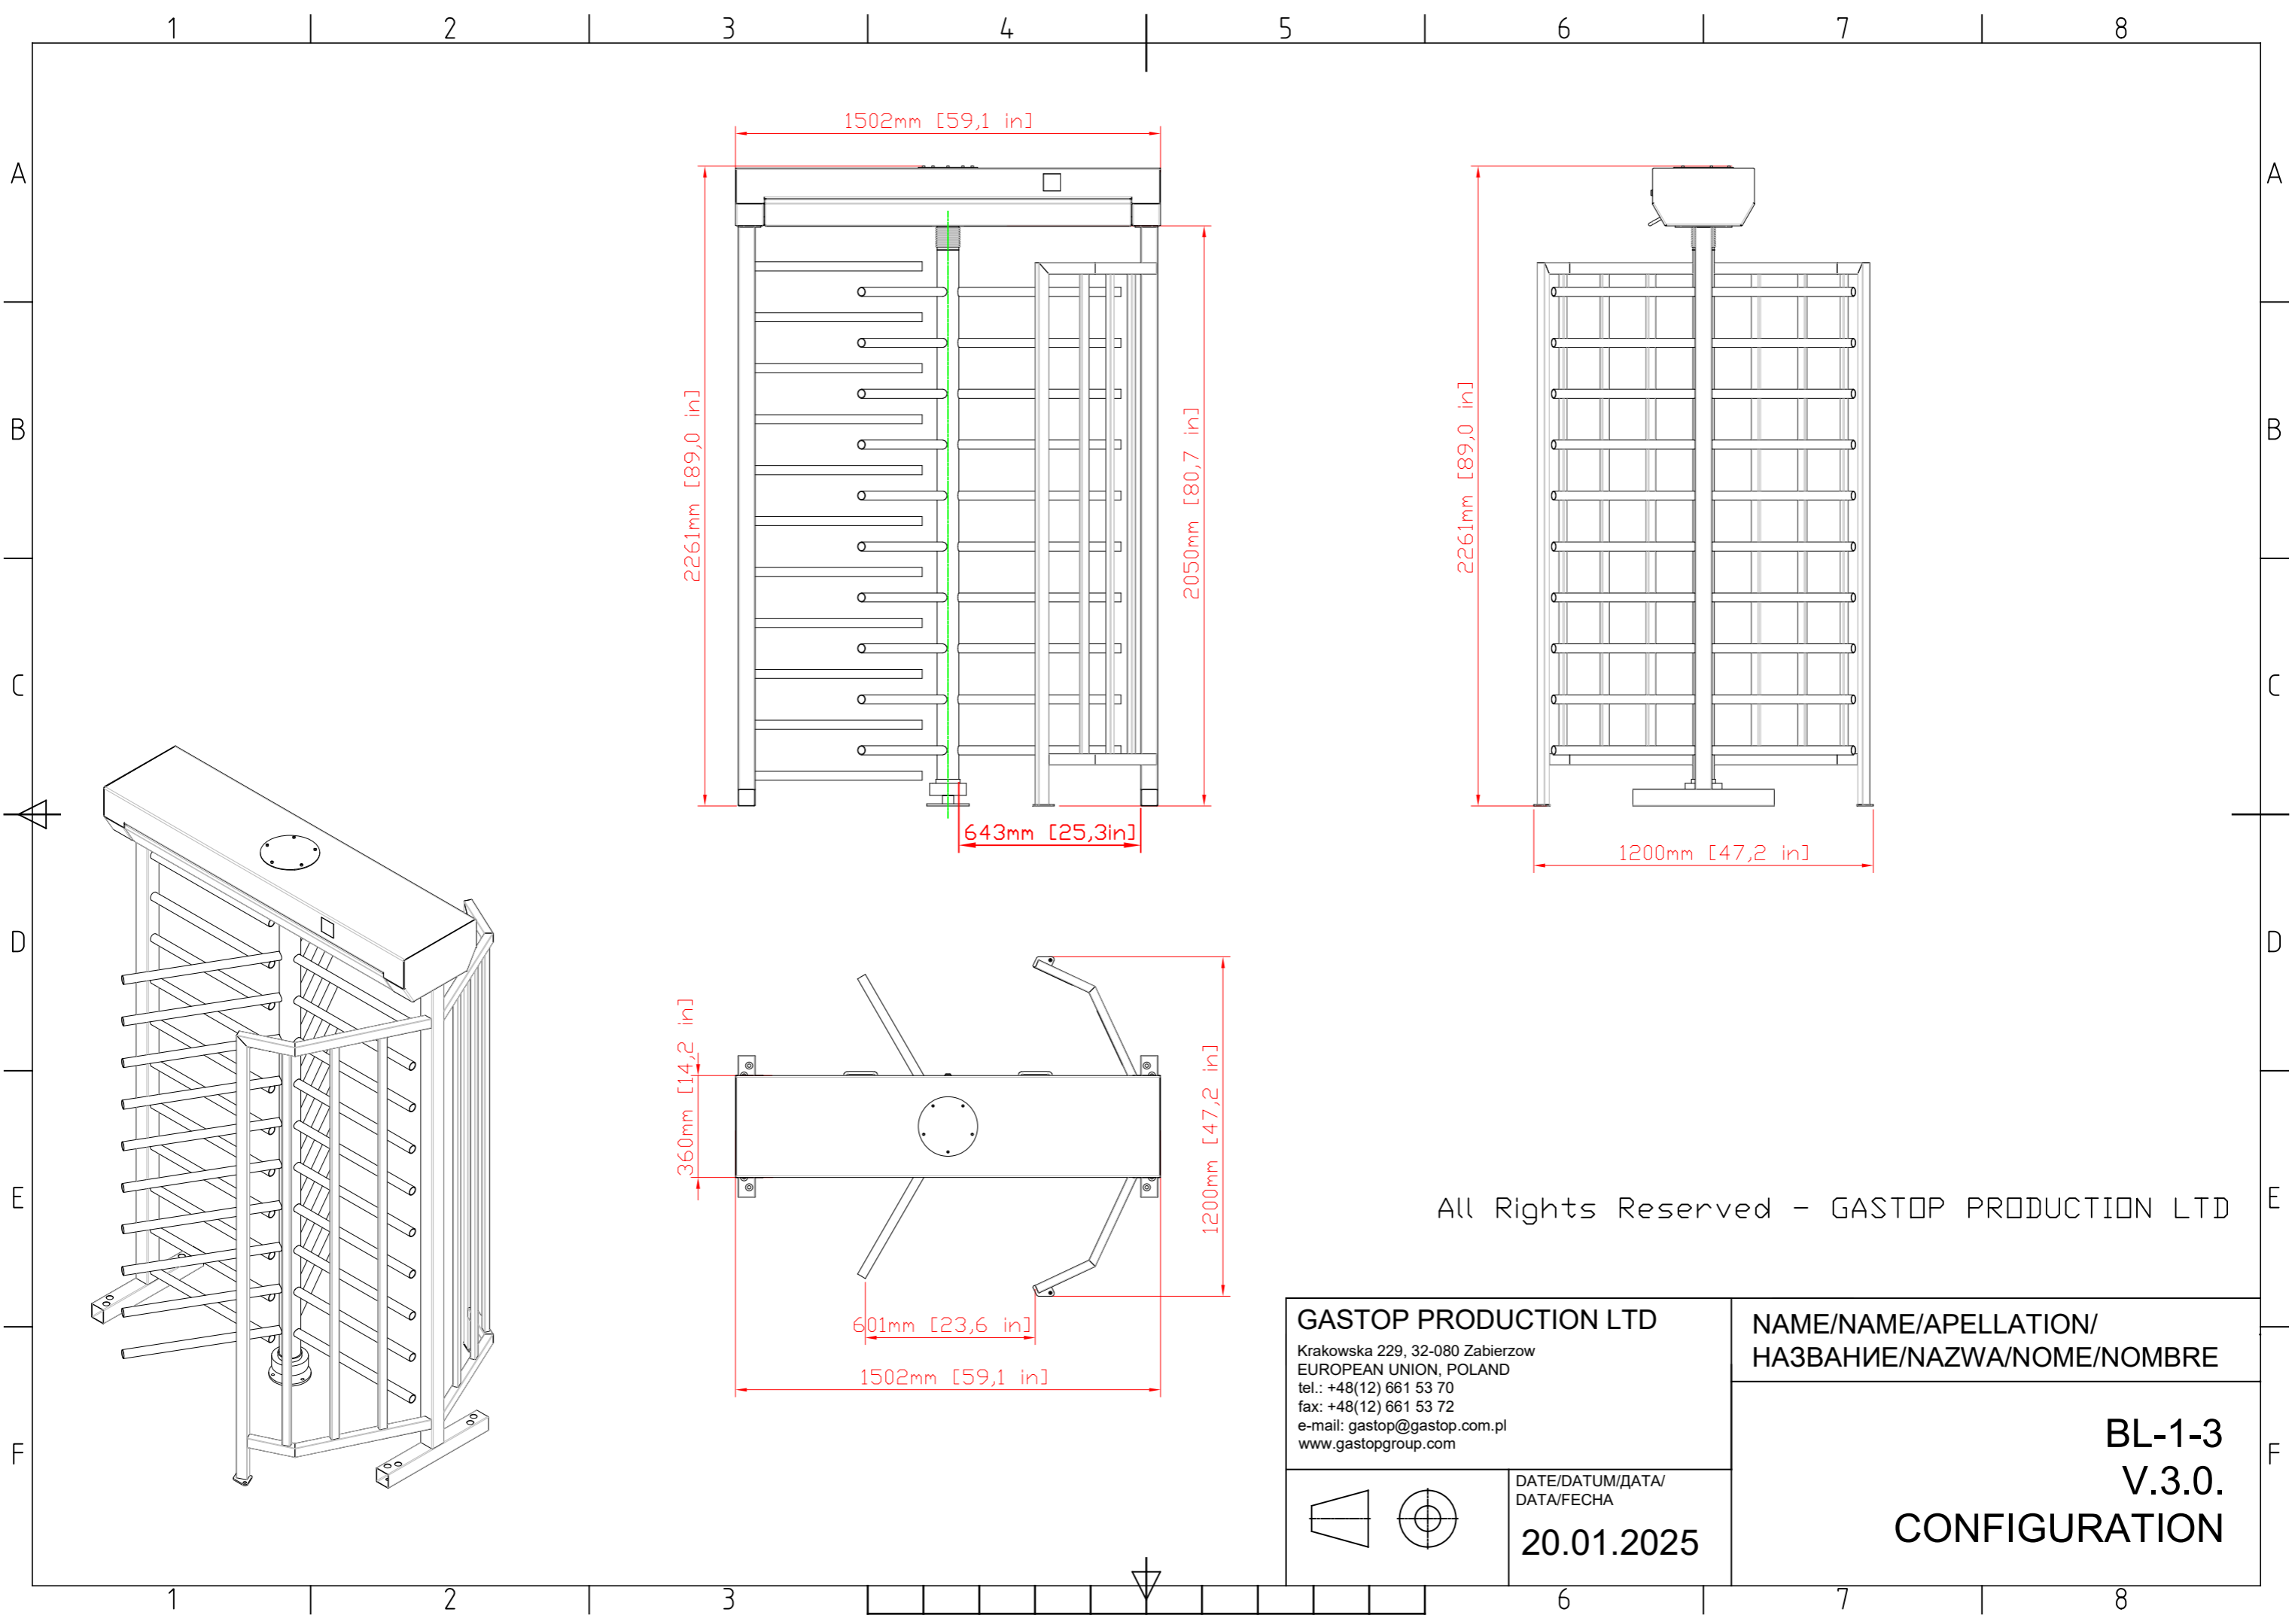 1 2 3 4 5 6 7 8
A A
1502mm [59,1 in]
2261mm [89,0 in]
2050mm [80,7 in]
2261mm [89,0 in]
B B
C C
643mm [25,3in]
1200mm [47,2 in]
D D
360mm [14,2 in]
1200mm [47,2 in]
E E
All Rights Reserved - GASTOP PRODUCTION LTD
601mm [23,6 in]
1502mm [59,1 in]
GASTOP PRODUCTION LTD
Krakowska 229, 32-080 Zabierzow
EUROPEAN UNION, POLAND
tel.: +48(12) 661 53 70
fax: +48(12) 661 53 72
e-mail: gastop@gastop.com.pl
www.gastopgroup.com
NAME/NAME/APELLATION/
НАЗВАНИЕ/NAZWA/NOME/NOMBRE
F F
BL-1-3
V.3.0.
CONFIGURATION
DATE/DATUM/ДАТА/
DATA/FECHA
20.01.2025
1 2 3 6 7 8